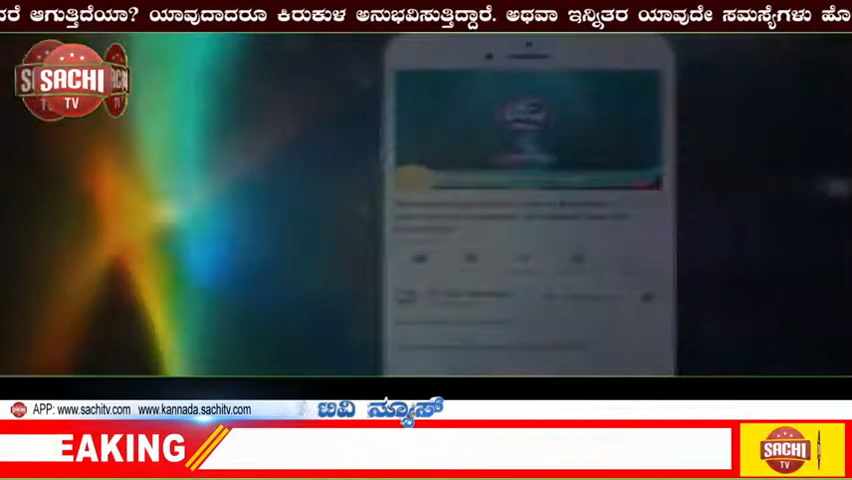 ದರೆ ಆಗುತ್ತಿದೆಯಾ? ಯಾವುದಾದರೂ ಕಿರುಕುಳ ಅನುಭವಿಸುತ್ತಿದ್ದಾರೆ. ಅಥವಾ ಇನ್ನಿತರ ಯಾವುದೇ ಸಮಸ್ಯೆಗಳು ಹೊ
SACHI
TV
APP: www.sachitv.com www.kannada.sachitv.com ಟಿವಿ ನ್ಯೂಸ್
EAKING
SACHI
TV